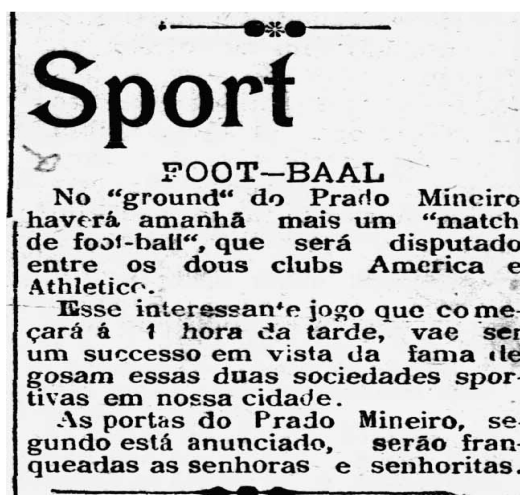 Sport
FOOT—BAAL
No “ground“ do Prado Mineiro
haverá amanhã mais um “match
de foot-ball“, que será disputado
entre os dous clubs America e
Athletico.
Esse interessante jogo que come-
çará á 1 hora da tarde, vae ser
um successo em vista da fama de
gosam essas duas sociedades spor-
tivas em nossa cidade.
As portas do Prado Mineiro, se-
gundo está anunciado, serão fran-
queadas as senhoras e senhoritas.